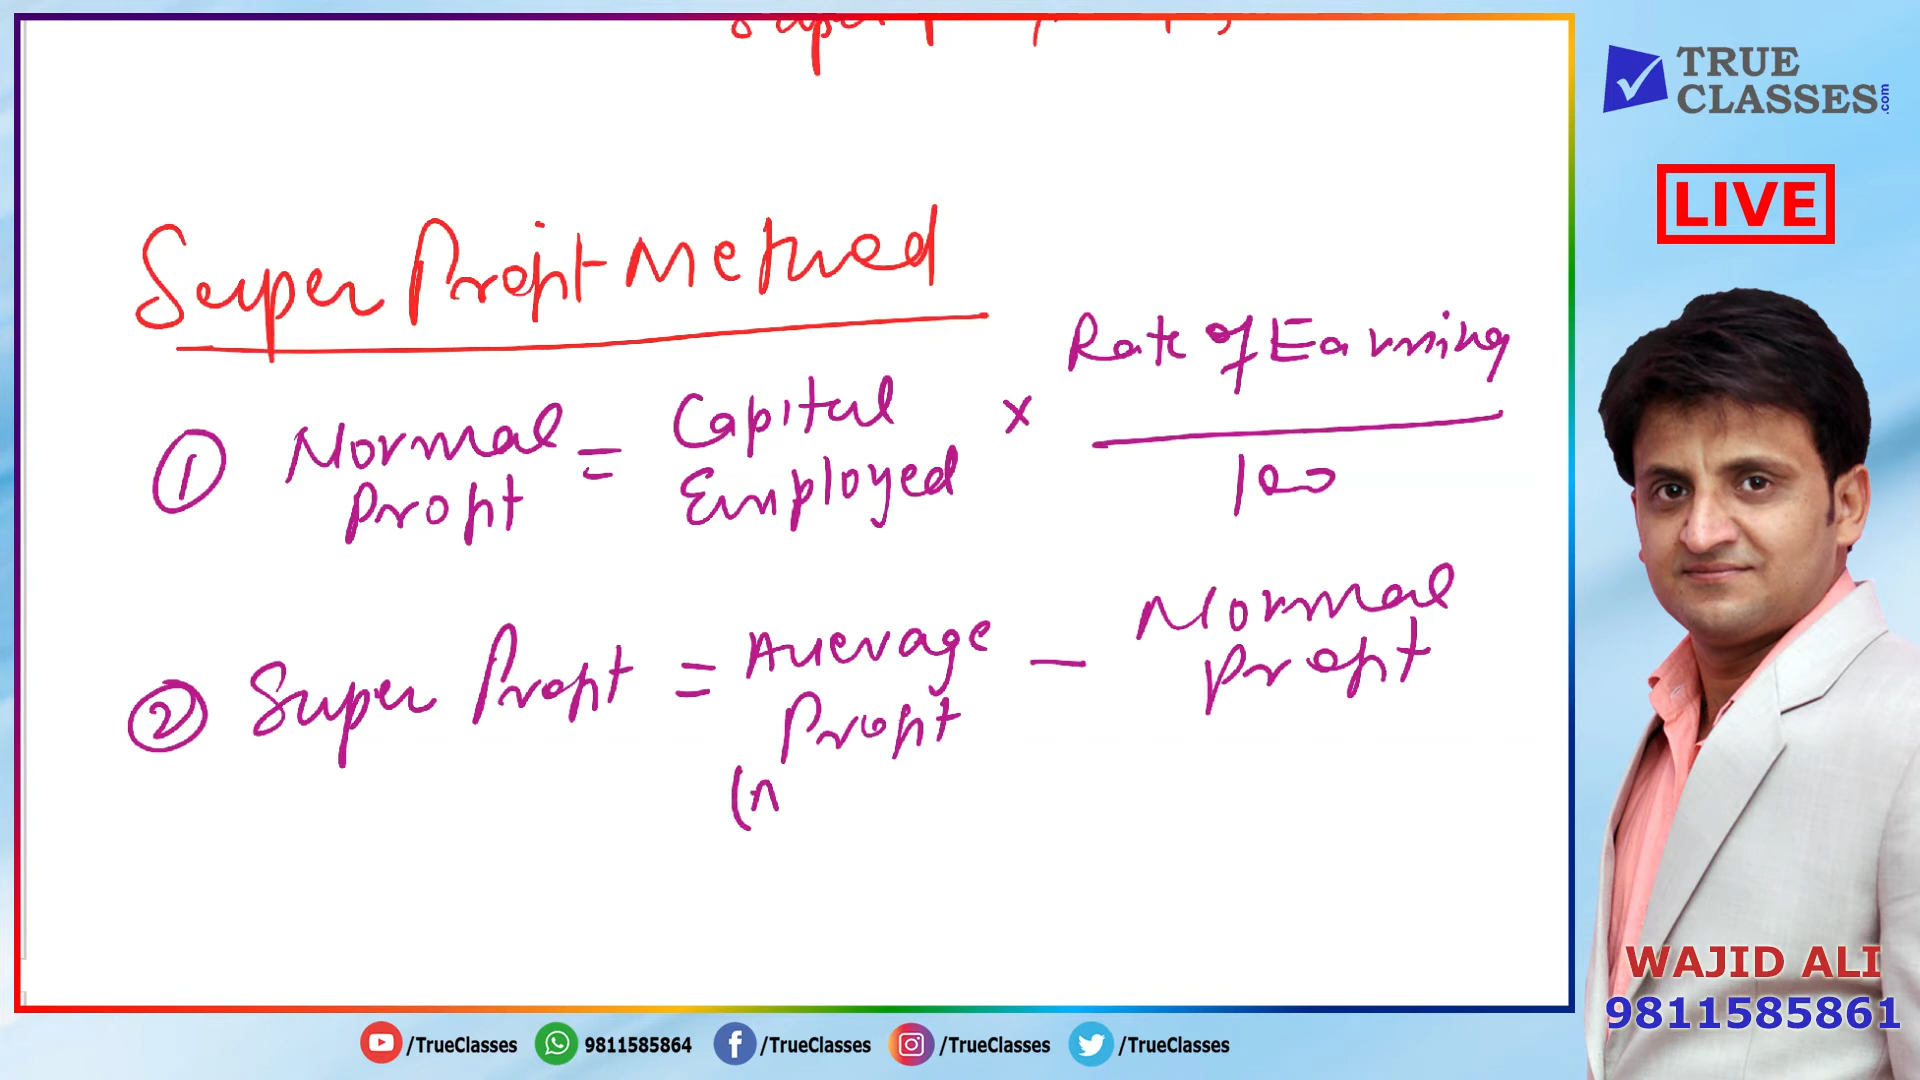 Super Profit Method
① Normal Profit = Capital Employed × Rate of Earning / 100
② Super Profit = Average Profit – Normal Profit
(n
TRUE
CLASSES.com
LIVE
WAJID ALI
9811585861
/TrueClasses 9811585864 /TrueClasses /TrueClasses /TrueClasses